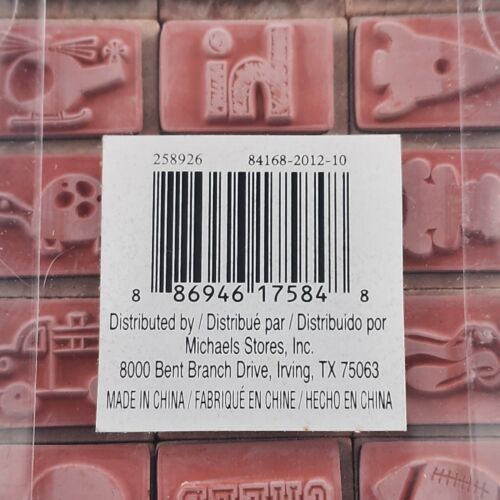 id
258926 84168-2012-10
8 86946 17584 8
Distributed by / Distribué par / Distribuido por
Michaels Stores, Inc.
8000 Bent Branch Drive, Irving, TX 75063
MADE IN CHINA / FABRIQUÉ EN CHINE / HECHO EN CHINA